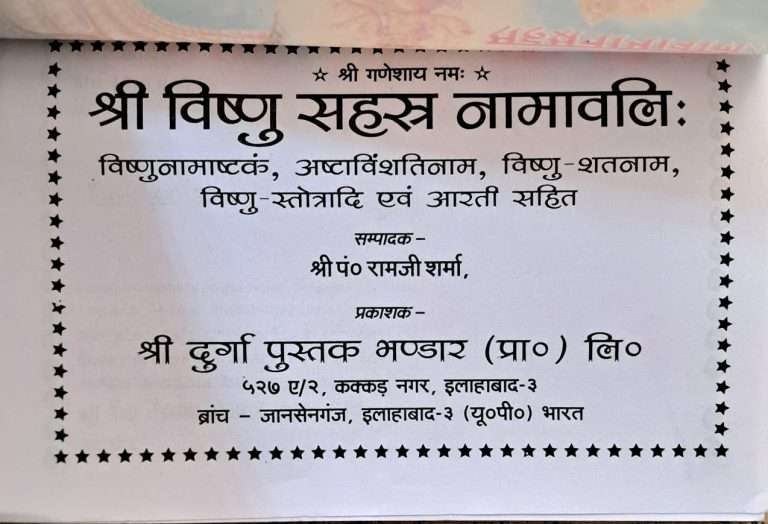 ☆ श्री गणेशाय नमः ☆
श्री विष्णु सहस्र नामावलिः
विष्णुनामाष्टकं, अष्टाविंशतिनाम, विष्णु-शतनाम,
विष्णु-स्तोत्रादि एवं आरती सहित
सम्पादक –
श्री पं० रामजी शर्मा,
प्रकाशक –
श्री दुर्गा पुस्तक भण्डार (प्रा०) लि०
५२७ ए/२, कक्कड़ नगर, इलाहाबाद-३
ब्रांच – जानसेनगंज, इलाहाबाद-३ (यू०पी०) भारत